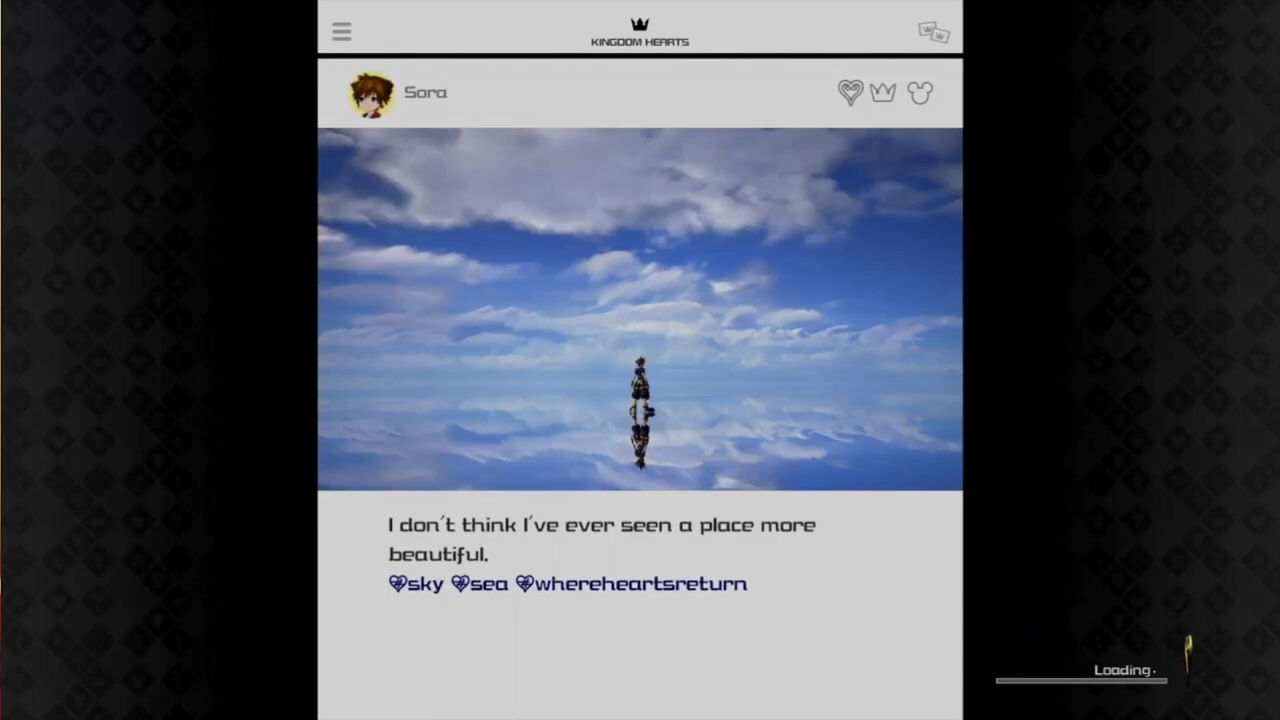 KINGDOM HEARTS
Sora
I don't think I've ever seen a place more
beautiful.
sky sea whereheartsreturn
Loading.